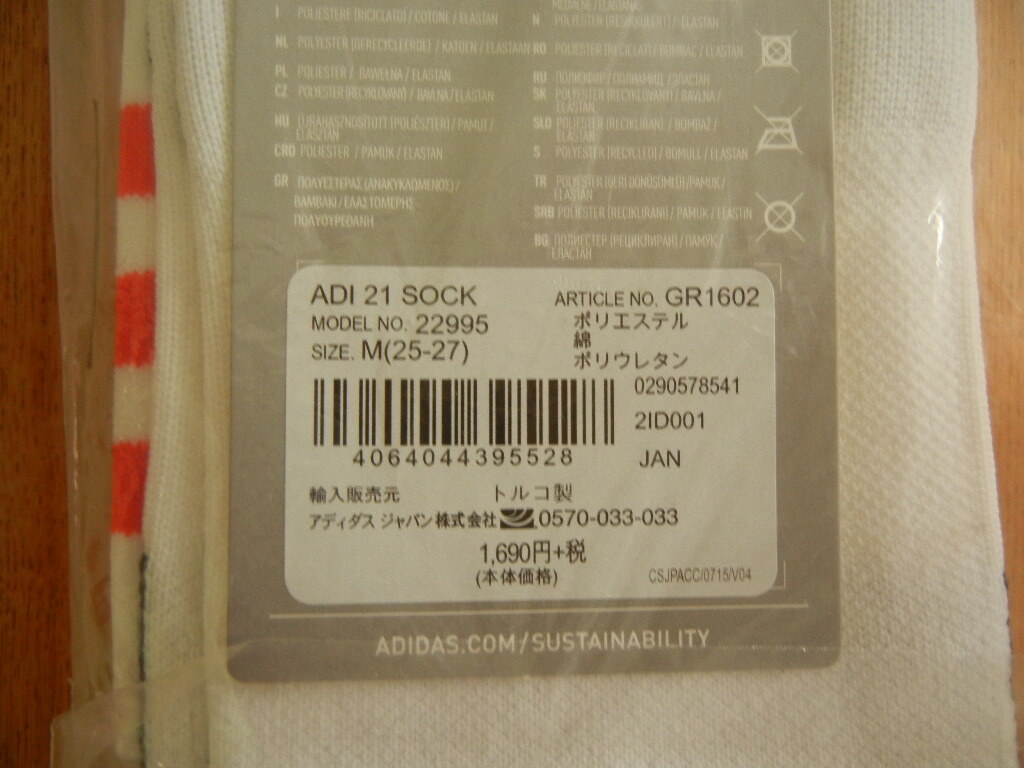 I POLIESTERE (RICICLATO) / COTONE / ELASTAN
NL POLYESTER (GERECYCLEERDE) / KATOEN / ELASTAAN
PL POLIESTER / BAWEŁNA / ELASTAN
CZ POLYESTER (RECYKLOVANÝ) / BAVLNA / ELASTAN
HU ÚJRAHASZNOSÍTOTT (POLIÉSZTER) / PAMUT /
ELASZTÁN
CRO POLIESTER / PAMUK / ELASTAN
GR ΠΟΛΥΕΣΤΕΡΑΣ (ΑΝΑΚΥΚΛΩΜΕΝΟΣ) /
ΒΑΜΒΑΚΙ / ΕΛΑΣΤΟΜΕΡΗΣ
ΠΟΛΥΟΥΡΕΘΑΝΗ
N POLYESTER (RESIRKULERT) / ELASTAN
RO POLIESTER (RECICLAT) / BUMBAC / ELASTAN
RU ПОЛИЭФИР / ПОЛИАМИД / ЭЛАСТАН
SK POLYESTER (RECYKLOVANÝ) / BAVLNA /
ELASTAN
SLO POLIESTER (RECIKLIRAN) / BOMBAŽ /
ELASTAN
S POLYESTER (RECYCLED) / BOMULL / ELASTAN
TR POLYESTER (GERİ DÖNÜŞÜMLÜ) / PAMUK /
ELASTAN
SRB POLIESTER (RECIKLIRANI) / PAMUK / ELASTIN
BG ПОЛИЕСТЕР (РЕЦИКЛИРАН) / ПАМУК /
ЕЛАСТАН
ADI 21 SOCK
ARTICLE NO. GR1602
MODEL NO. 22995
SIZE. M(25-27)
ポリエステル
綿
ポリウレタン
0290578541
2ID001
4064044395528
JAN
輸入販売元 トルコ製
アディダス ジャパン株式会社 0570-033-033
1,690円+税
(本体価格)
CSJPACC/0715/V04
ADIDAS.COM/SUSTAINABILITY